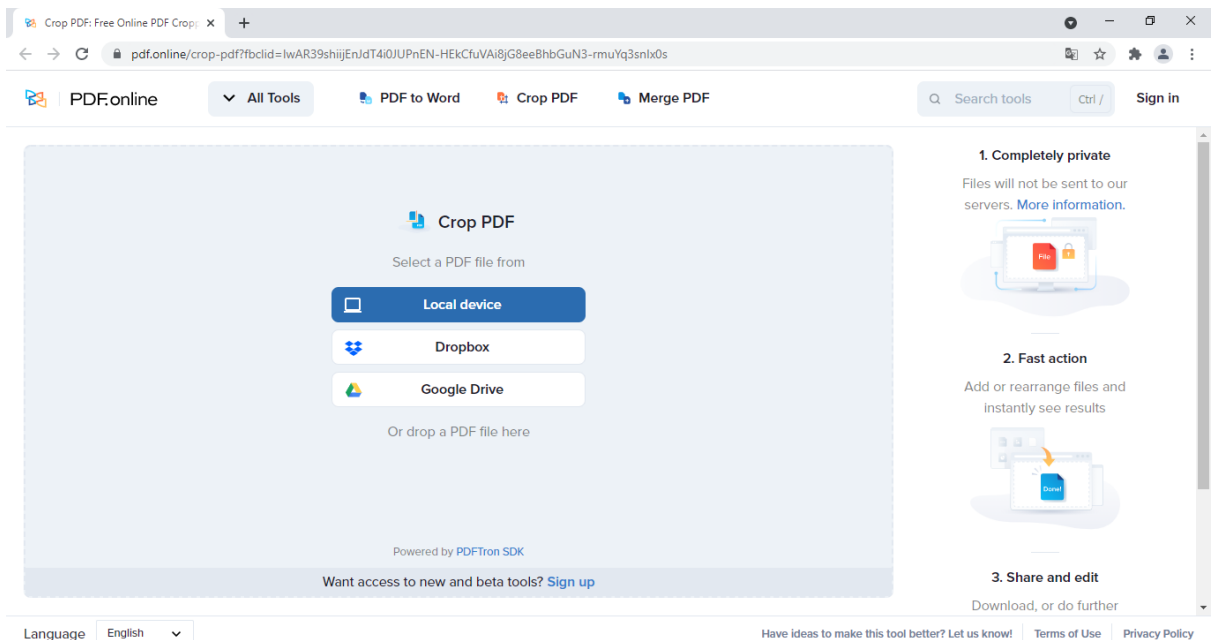 Crop PDF: Free Online PDF Cropp
pdf.online/crop-pdf?fbclid=IwAR39shiijEnJdT4i0JUPnEN-HEkCfuVAi8jG8eeBhbGuN3-rmuYq3snIx0s
PDF.online
All Tools
PDF to Word
Crop PDF
Merge PDF
Search tools
Ctrl /
Sign in
Crop PDF
Select a PDF file from
Local device
Dropbox
Google Drive
Or drop a PDF file here
Powered by PDFTron SDK
Want access to new and beta tools? Sign up
1. Completely private
Files will not be sent to our
servers. More information.
File
2. Fast action
Add or rearrange files and
instantly see results
Done!
3. Share and edit
Download, or do further
Language
English
Have ideas to make this tool better? Let us know!
Terms of Use
Privacy Policy